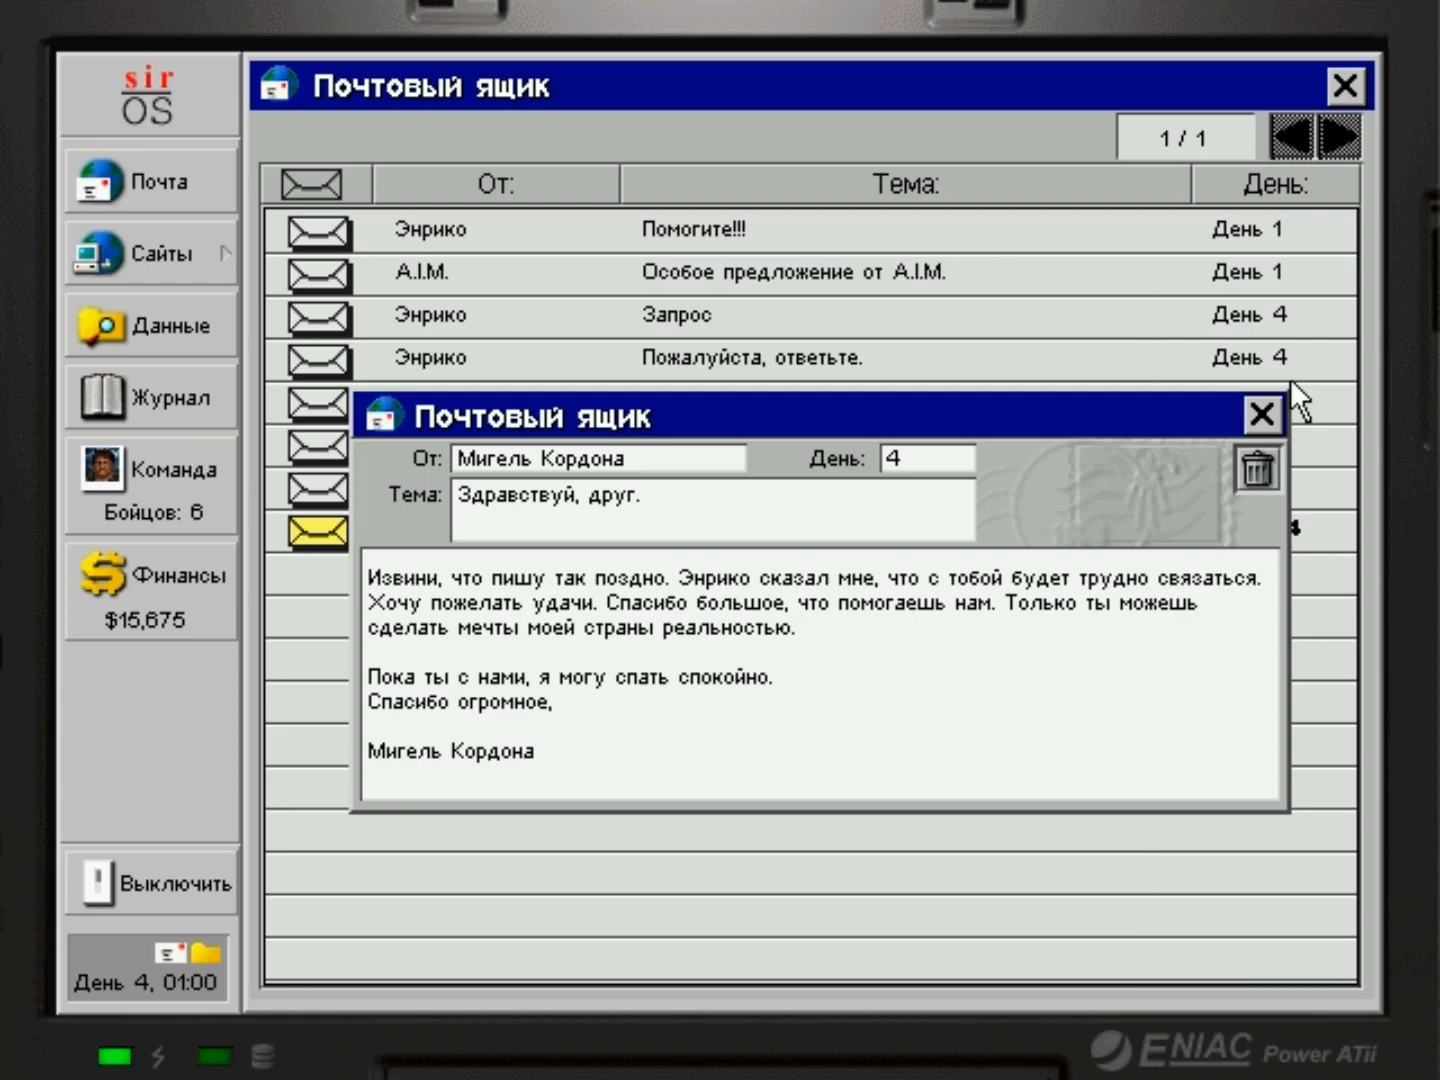 sir
OS
Почтовый ящик
1 / 1
Почта
Сайты
Данные
Журнал
Команда
Бойцов: 6
Финансы
$15,675
Выключить
День 4, 01:00
От: Тема: День:
Энрико Помогите!!! День 1
A.I.M. Особое предложение от A.I.M. День 1
Энрико Запрос День 4
Энрико Пожалуйста, ответьте. День 4
4
Почтовый ящик
От: Мигель Кордона День: 4
Тема: Здравствуй, друг.
Извини, что пишу так поздно. Энрико сказал мне, что с тобой будет трудно связаться.
Хочу пожелать удачи. Спасибо большое, что помогаешь нам. Только ты можешь
сделать мечты моей страны реальностью.
Пока ты с нами, я могу спать спокойно.
Спасибо огромное,
Мигель Кордона
ENIAC Power ATii